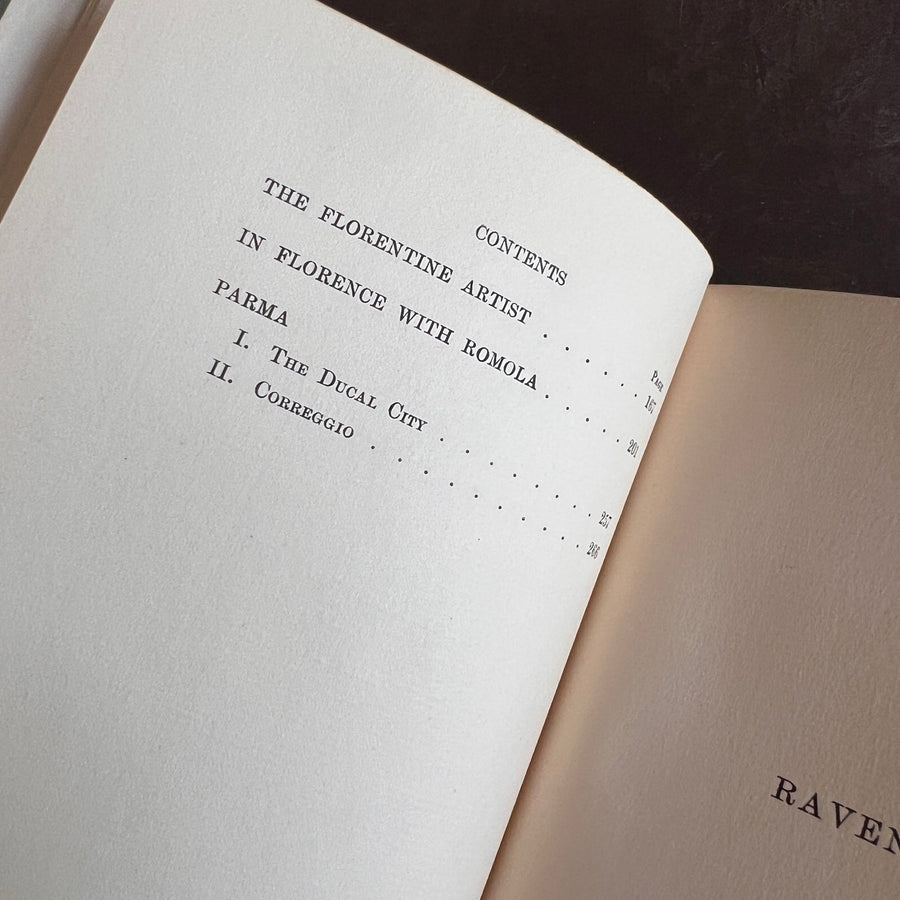 CONTENTS
PAGE
THE FLORENTINE ARTIST . . . . . . 167
IN FLORENCE WITH ROMOLA . . . . . 201
PARMA
I. THE DUCAL CITY . . . . . . . 257
II. CORREGGIO . . . . . . . . . 266
RAVEN